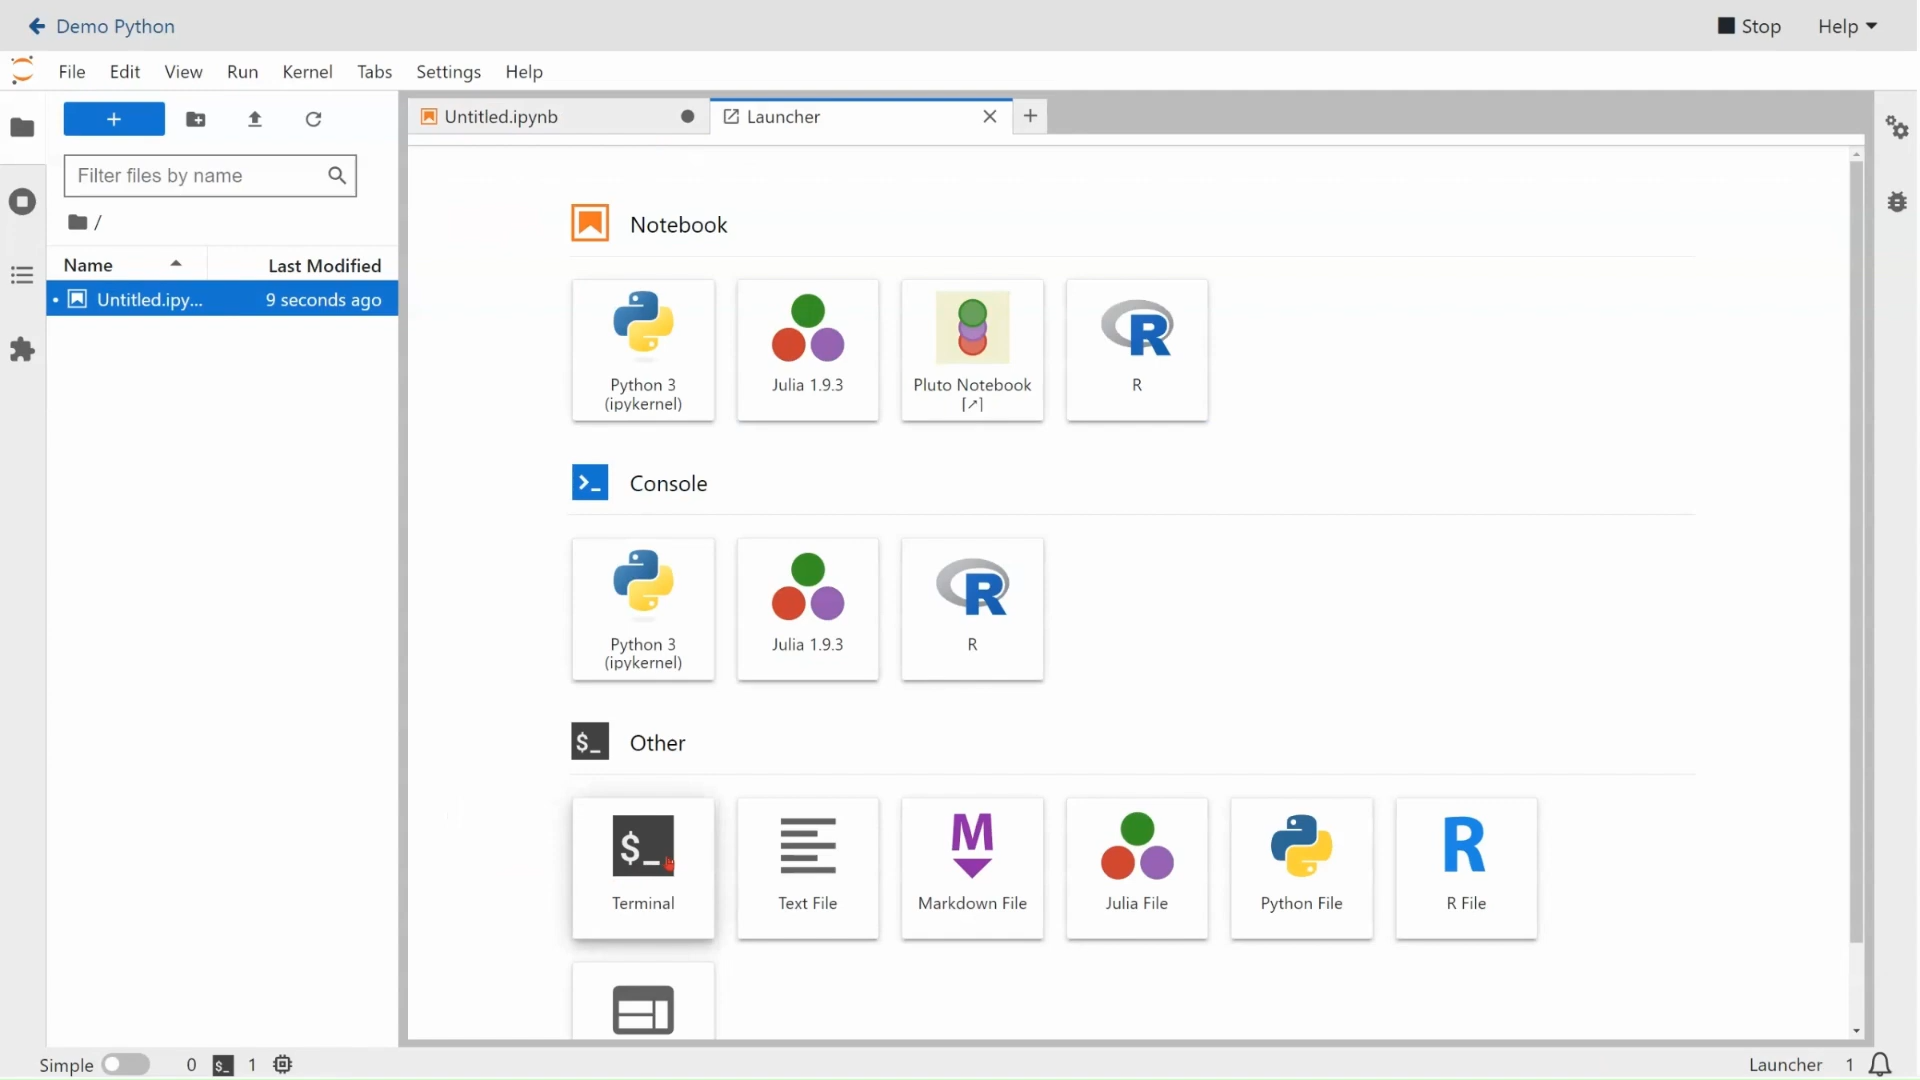 Demo Python
Stop
Help
File Edit View Run Kernel Tabs Settings Help
Untitled.ipynb
Launcher
Filter files by name
/
Name
Last Modified
Untitled.ipy...
9 seconds ago
Notebook
Python 3
(ipykernel)
Julia 1.9.3
Pluto Notebook
[↗]
R
Console
Python 3
(ipykernel)
Julia 1.9.3
R
$_ Other
$_
Terminal
Text File
M
Markdown File
Julia File
Python File
R
R File
Simple
0
$_
1
Launcher
1